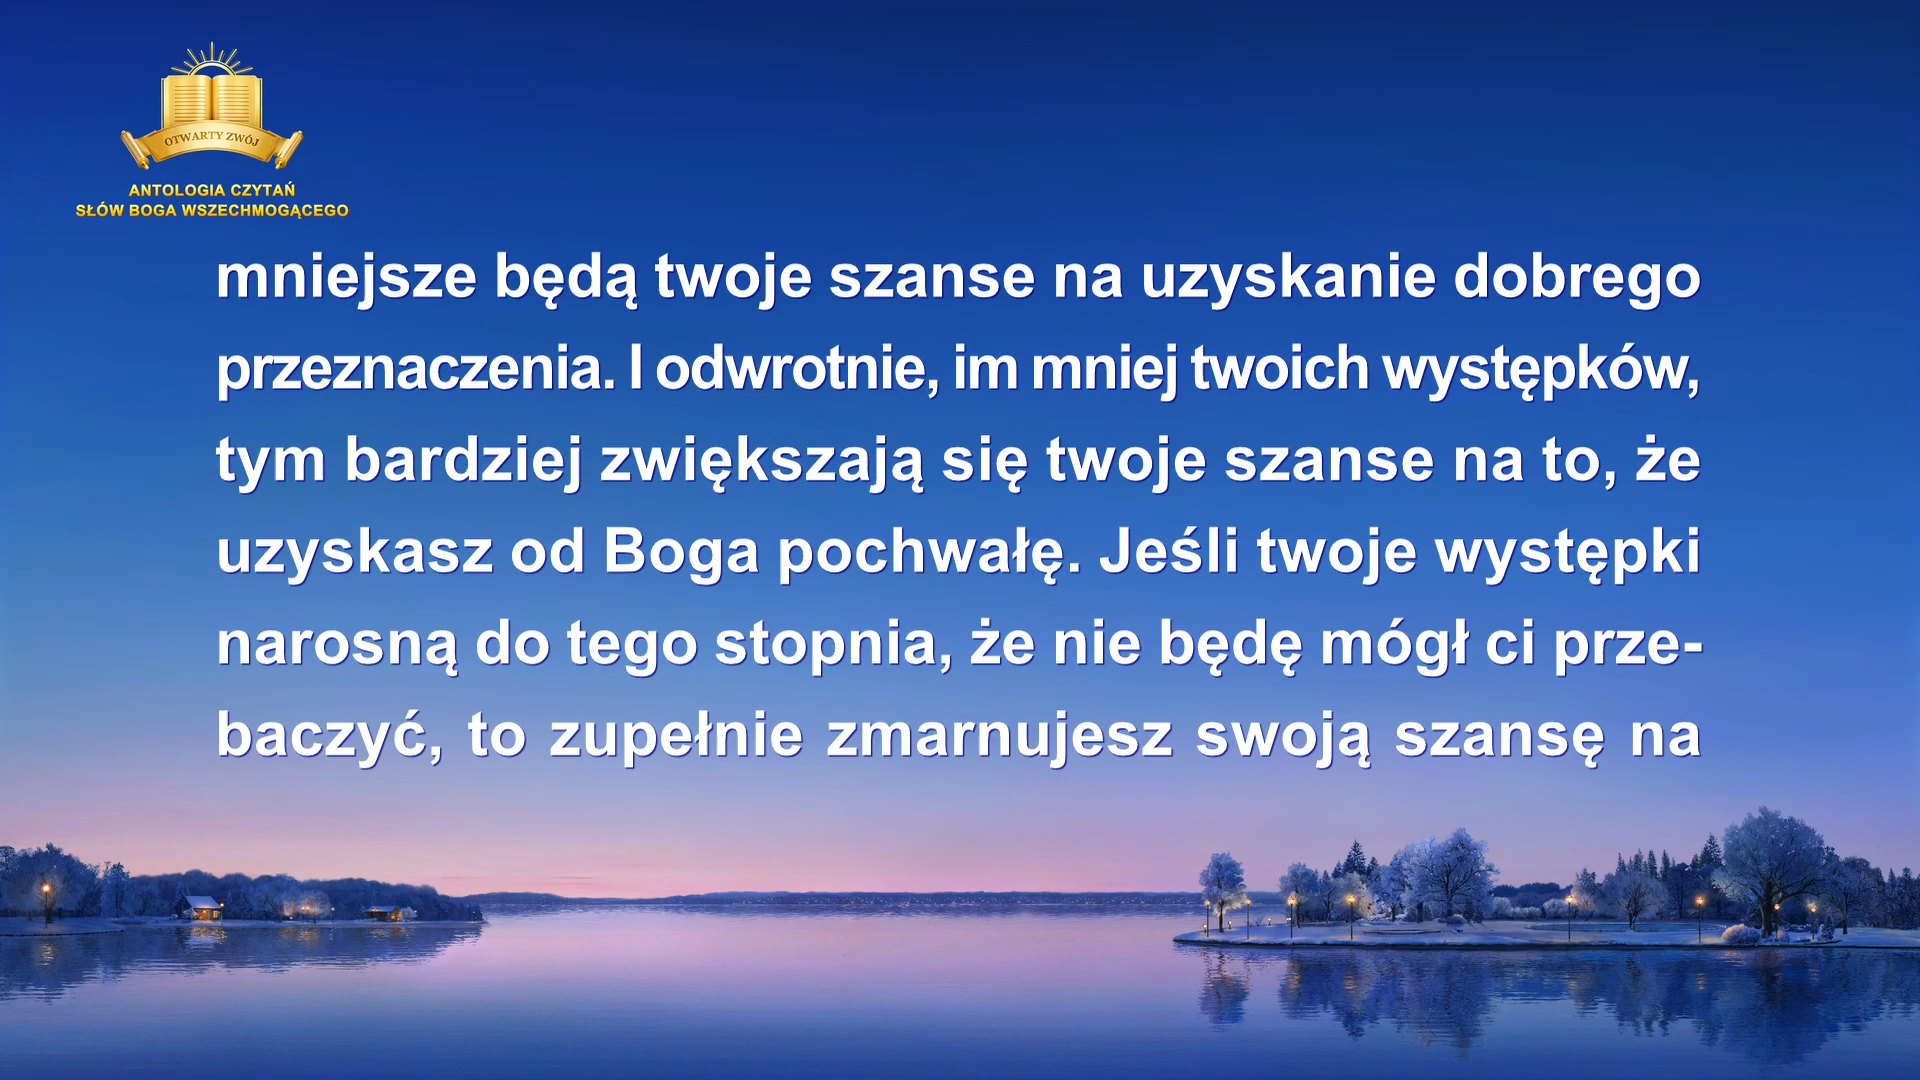 OTWARTY ZWÓJ
ANTOLOGIA CZYTAŃ
SŁÓW BOGA WSZECHMOGĄCEGO
mniejsze będą twoje szanse na uzyskanie dobrego
przeznaczenia. I odwrotnie, im mniej twoich występków,
tym bardziej zwiększają się twoje szanse na to, że
uzyskasz od Boga pochwałę. Jeśli twoje występki
narosną do tego stopnia, że nie będę mógł ci prze-
baczyć, to zupełnie zmarnujesz swoją szansę na